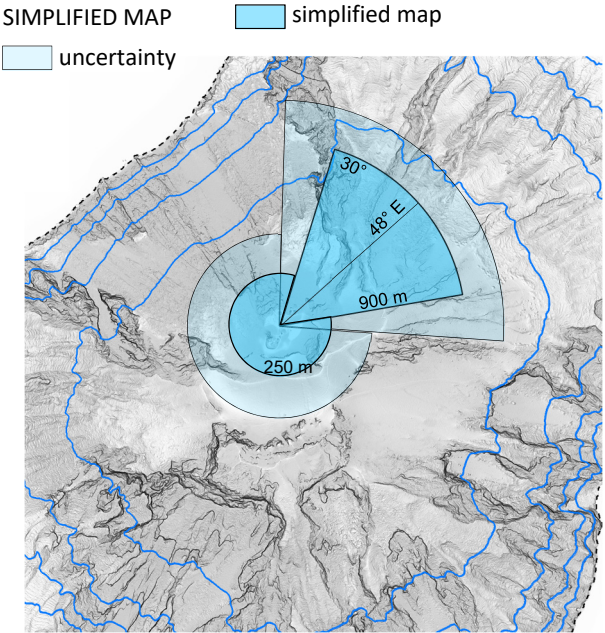 SIMPLIFIED MAP
simplified map
uncertainty
30°
48° E
900 m
250 m